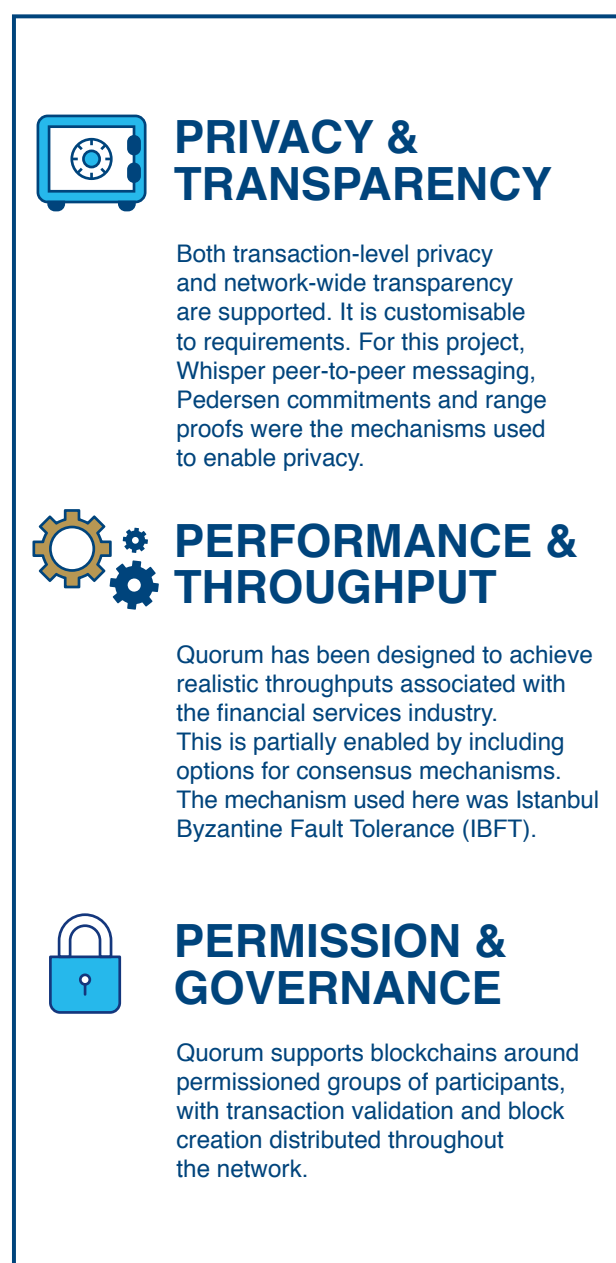 PRIVACY &
TRANSPARENCY
Both transaction-level privacy
and network-wide transparency
are supported. It is customisable
to requirements. For this project,
Whisper peer-to-peer messaging,
Pedersen commitments and range
proofs were the mechanisms used
to enable privacy.
PERFORMANCE &
THROUGHPUT
Quorum has been designed to achieve
realistic throughputs associated with
the financial services industry.
This is partially enabled by including
options for consensus mechanisms.
The mechanism used here was Istanbul
Byzantine Fault Tolerance (IBFT).
PERMISSION &
GOVERNANCE
Quorum supports blockchains around
permissioned groups of participants,
with transaction validation and block
creation distributed throughout
the network.